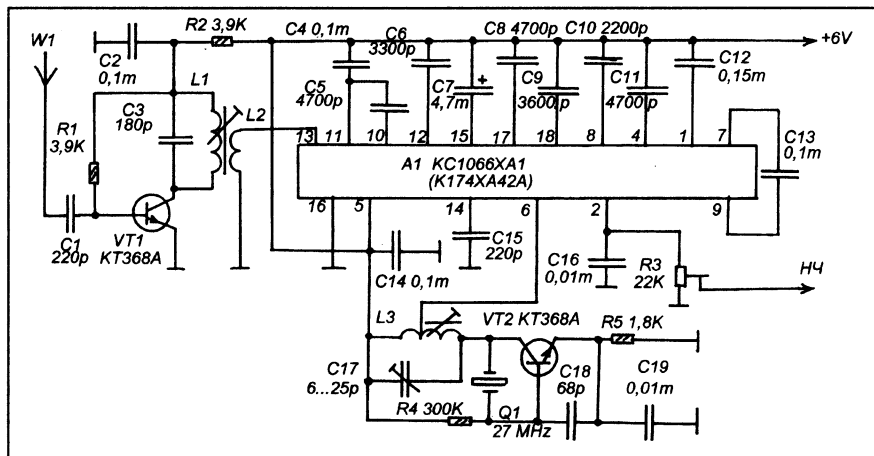 W1
R2 3,9K
C4 0,1m
C6
3300p
C8 4700p
C10 2200p
+6V
C2
0,1m
L1
C5
4700p
C7
4,7m
+
C9
3600p
C11
4700p
C12
0,15m
C3
180p
L2
R1
3,9K
13 11 10 12 15 17 18 8 4 1 7
C13
0,1m
A1 KC1066XA1
(K174XA42A)
16 5 14 6 2 9
C1
220p
VT1
KT368A
C15
220p
C14 0,1m
C16
0,01m
R3
22K
НЧ
L3
VT2 KT368A
R5 1,8K
C17
6...25p
C18
68p
C19
0,01m
R4 300K
Q1
27 MHz